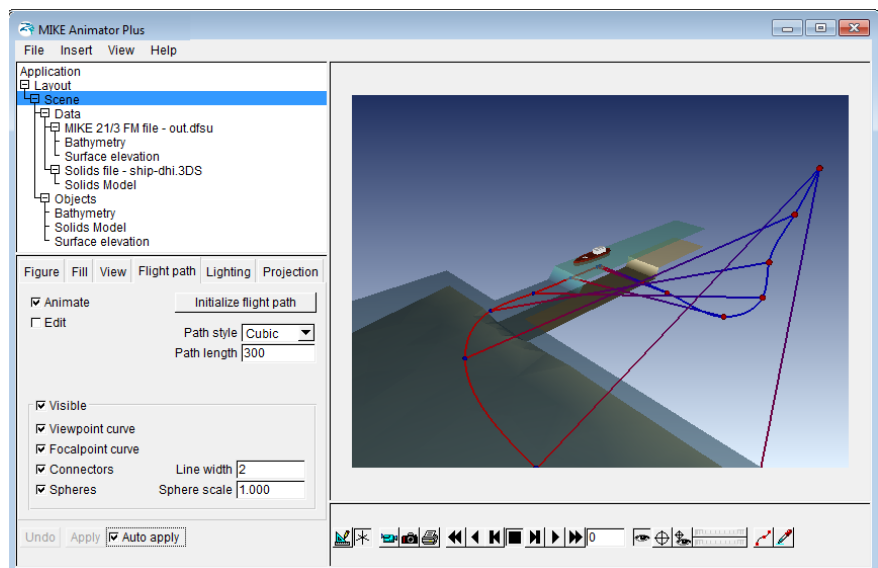 MIKE Animator Plus
File Insert View Help
Application
Layout
Scene
Data
MIKE 21/3 FM file - out.dfsu
Bathymetry
Surface elevation
Solids file - ship-dhi.3DS
Solids Model
Objects
Bathymetry
Solids Model
Surface elevation
Figure Fill View Flight path Lighting Projection
Animate Initialize flight path
Edit
Path style Cubic
Path length 300
Visible
Viewpoint curve
Focalpoint curve
Connectors Line width 2
Spheres Sphere scale 1.000
Undo Apply Auto apply
0